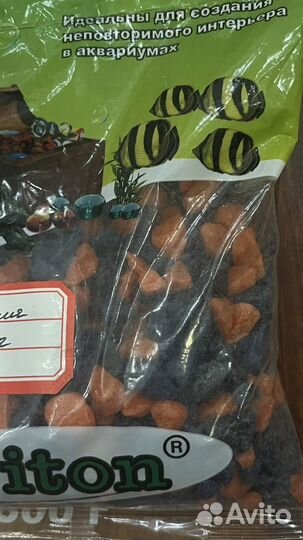 Идеальны для создания
неповторимого интерьера
в аквариумах
iton®
Avito